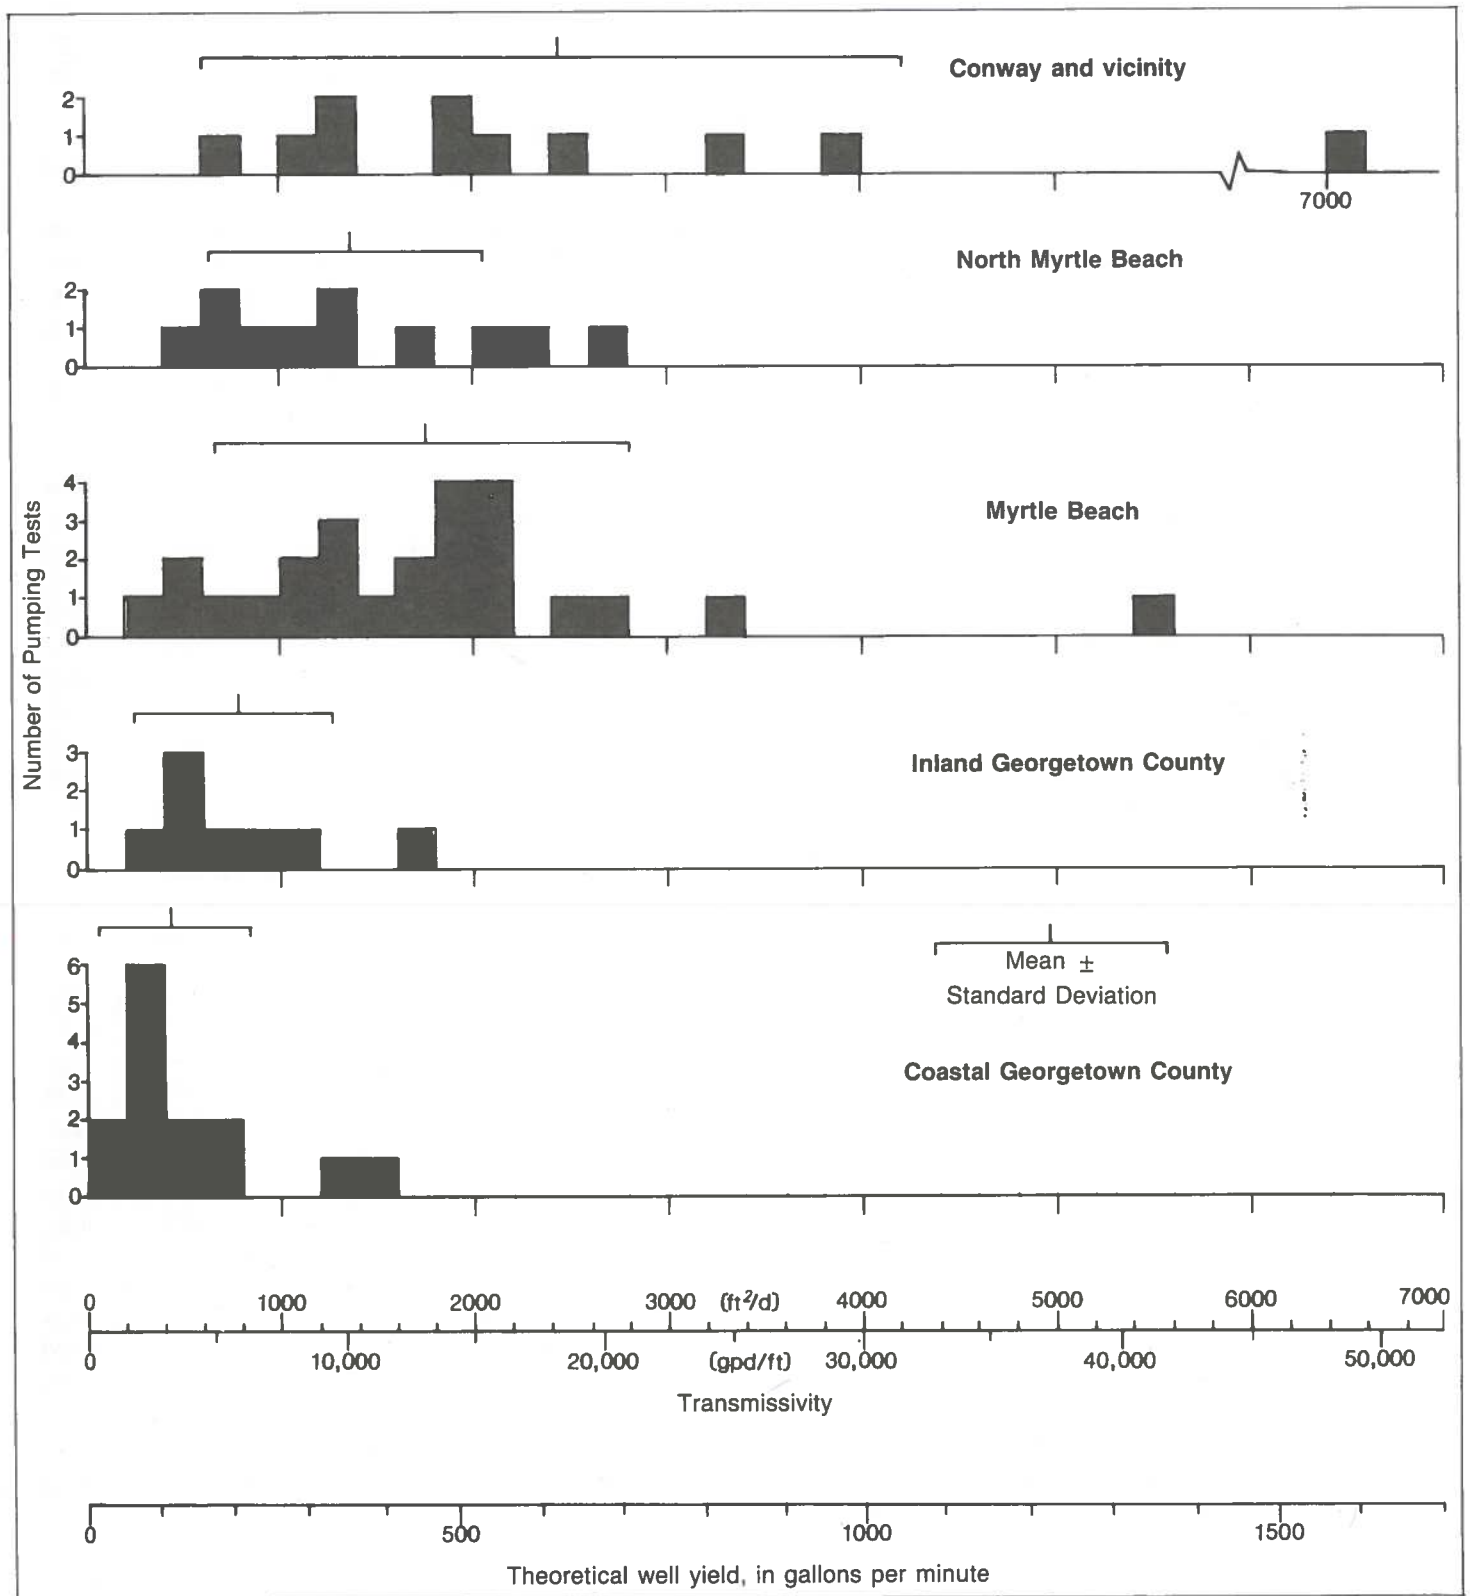 Conway and vicinity
2
1
0
7000
North Myrtle Beach
2
1
0
Myrtle Beach
4
3
2
1
0
Number of Pumping Tests
Inland Georgetown County
3
2
1
0
Mean ±
Standard Deviation
Coastal Georgetown County
6
5
4
3
2
1
0
0 1000 2000 3000 (ft²/d) 4000 5000 6000 7000
0 10,000 20,000 (gpd/ft) 30,000 40,000 50,000
Transmissivity
0 500 1000 1500
Theoretical well yield, in gallons per minute